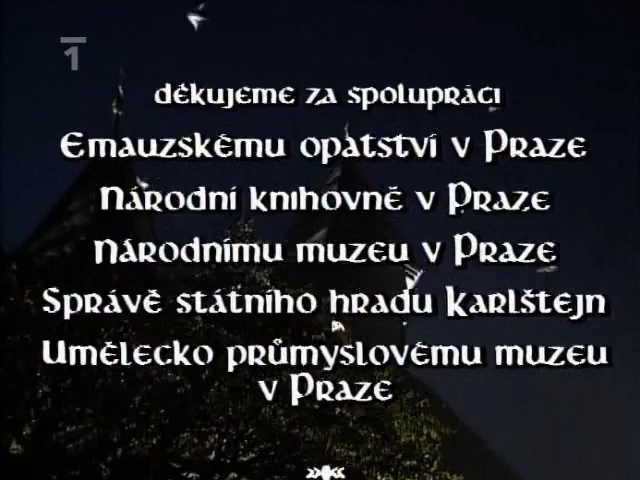 1
děkujeme za spolupráci
Emauzskému opatství v Praze
Národní knihovně v Praze
Národnímu muzeu v Praze
Správě státního hradu Karlštejn
Umělecko průmyslovému muzeu
v Praze